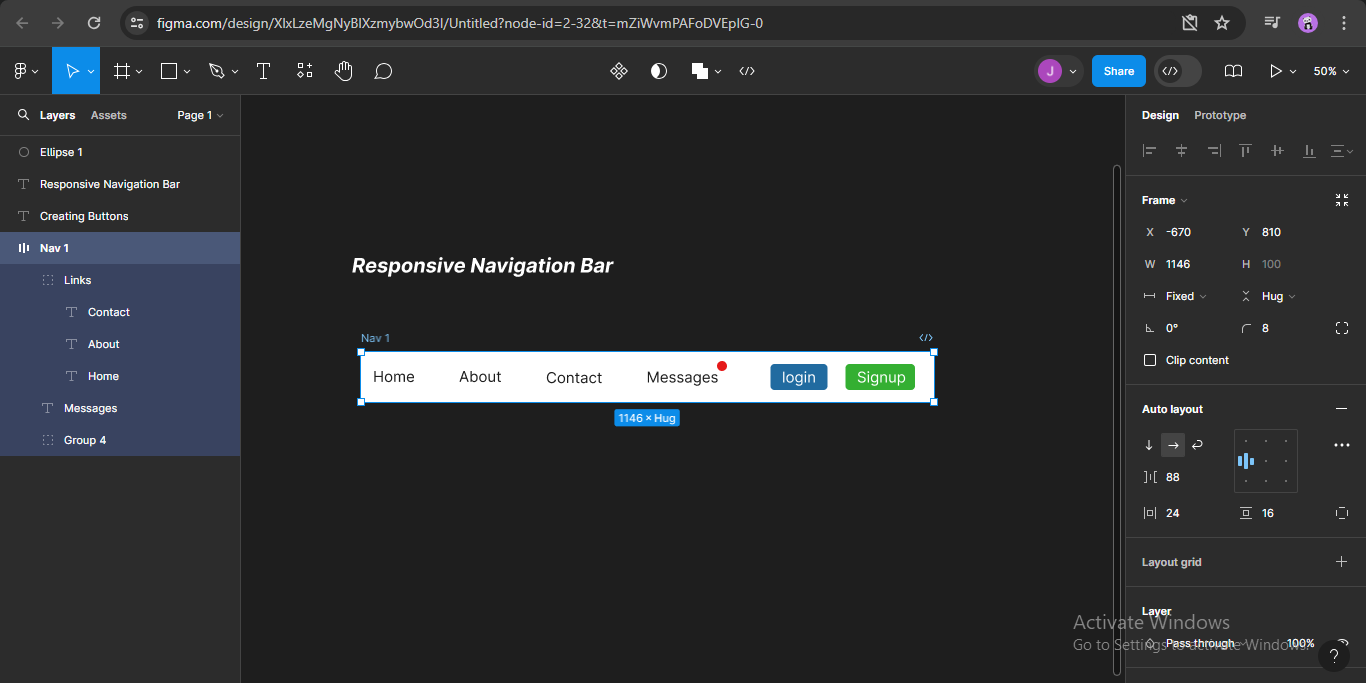 figma.com/design/XlxLzeMgNyBIXzmybwOd3l/Untitled?node-id=2-32&t=mZiWvmPAFoDVEpIG-0
J
Share
50%
Layers
Assets
Page 1
Design
Prototype
Ellipse 1
Responsive Navigation Bar
Creating Buttons
Nav 1
Links
Contact
About
Home
Messages
Group 4
Responsive Navigation Bar
Nav 1
Home
About
Contact
Messages
login
Signup
1146 × Hug
Frame
X -670
Y 810
W 1146
H 100
Fixed
Hug
0°
8
Clip content
Auto layout
88
24
16
Layout grid
Layer
Pass through
100%
Activate Windows
Go to Settings to activate Windows.
?